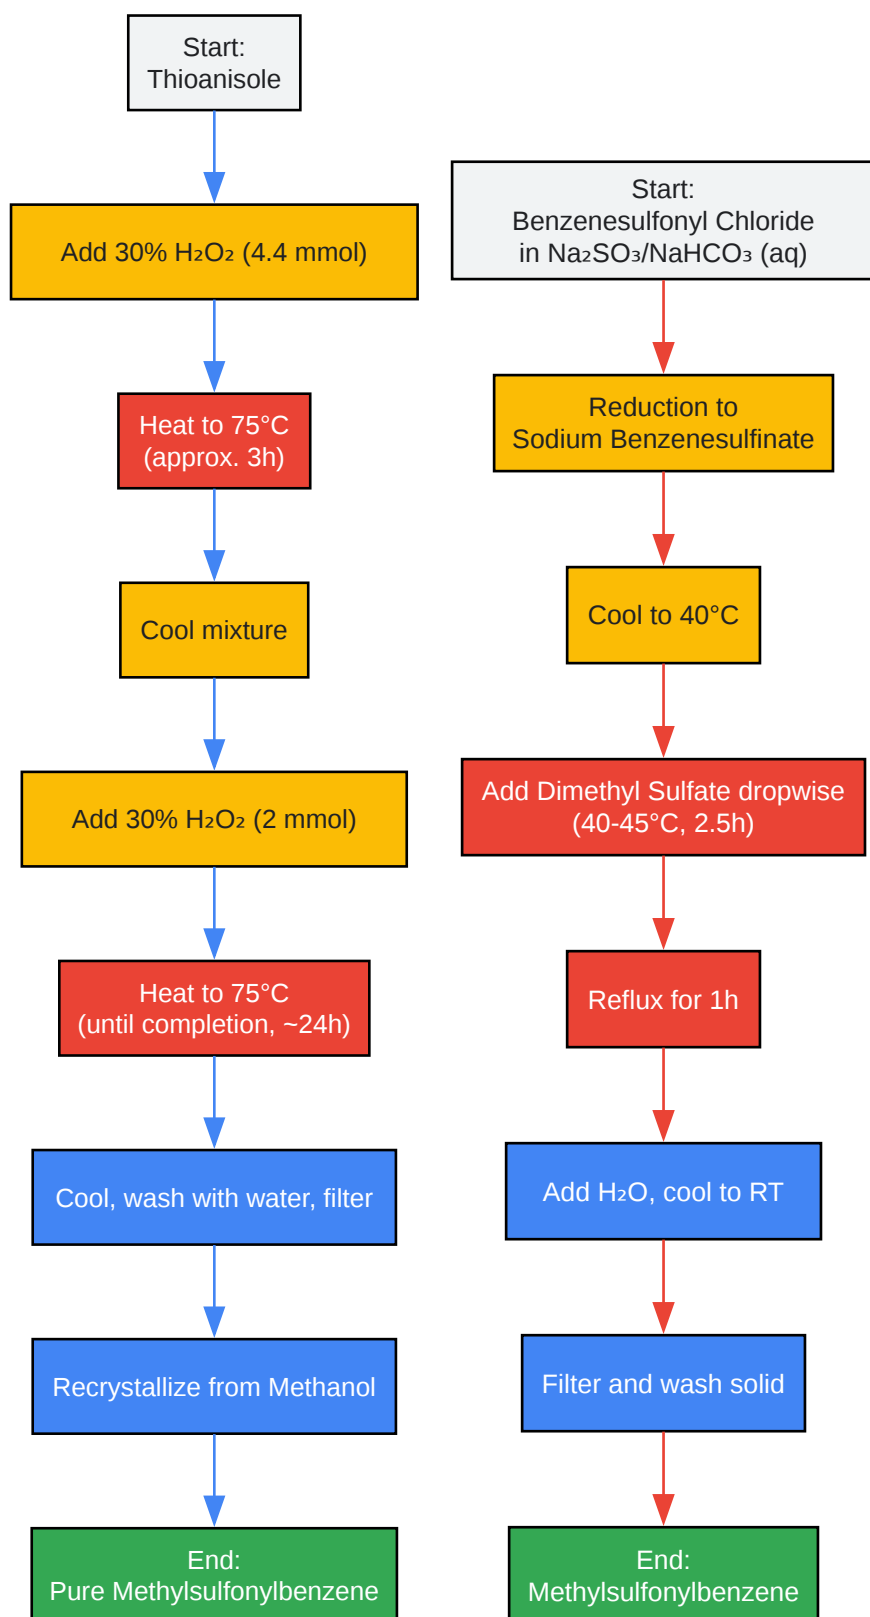 Start:
Thioanisole
Add 30% H₂O₂ (4.4 mmol)
Heat to 75°C
(approx. 3h)
Cool mixture
Add 30% H₂O₂ (2 mmol)
Heat to 75°C
(until completion, ~24h)
Cool, wash with water, filter
Recrystallize from Methanol
End:
Pure Methylsulfonylbenzene
Start:
Benzenesulfonyl Chloride
in Na₂SO₃/NaHCO₃ (aq)
Reduction to
Sodium Benzenesulfinate
Cool to 40°C
Add Dimethyl Sulfate dropwise
(40-45°C, 2.5h)
Reflux for 1h
Add H₂O, cool to RT
Filter and wash solid
End:
Methylsulfonylbenzene